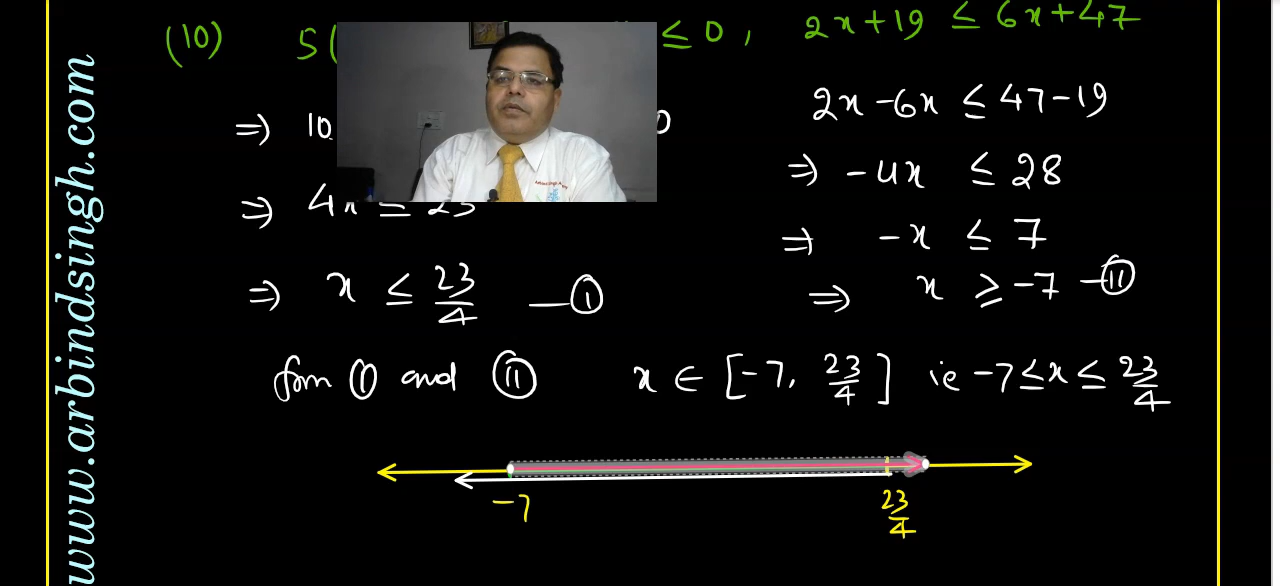 (10) 5( ≤ 0 , 2x+19 ≤ 6x+47
⇒ 10 0
2x -6x ≤ 47-19
⇒ 4x ≤ 23
⇒ -4x ≤ 28
⇒ -x ≤ 7
⇒ x ≤ 23/4 — (i)
⇒ x ≥ -7 — (ii)
from (i) and (ii) x ∈ [-7, 23/4] ie -7 ≤ x ≤ 23/4
-7 23/4
www.arbindsingh.com